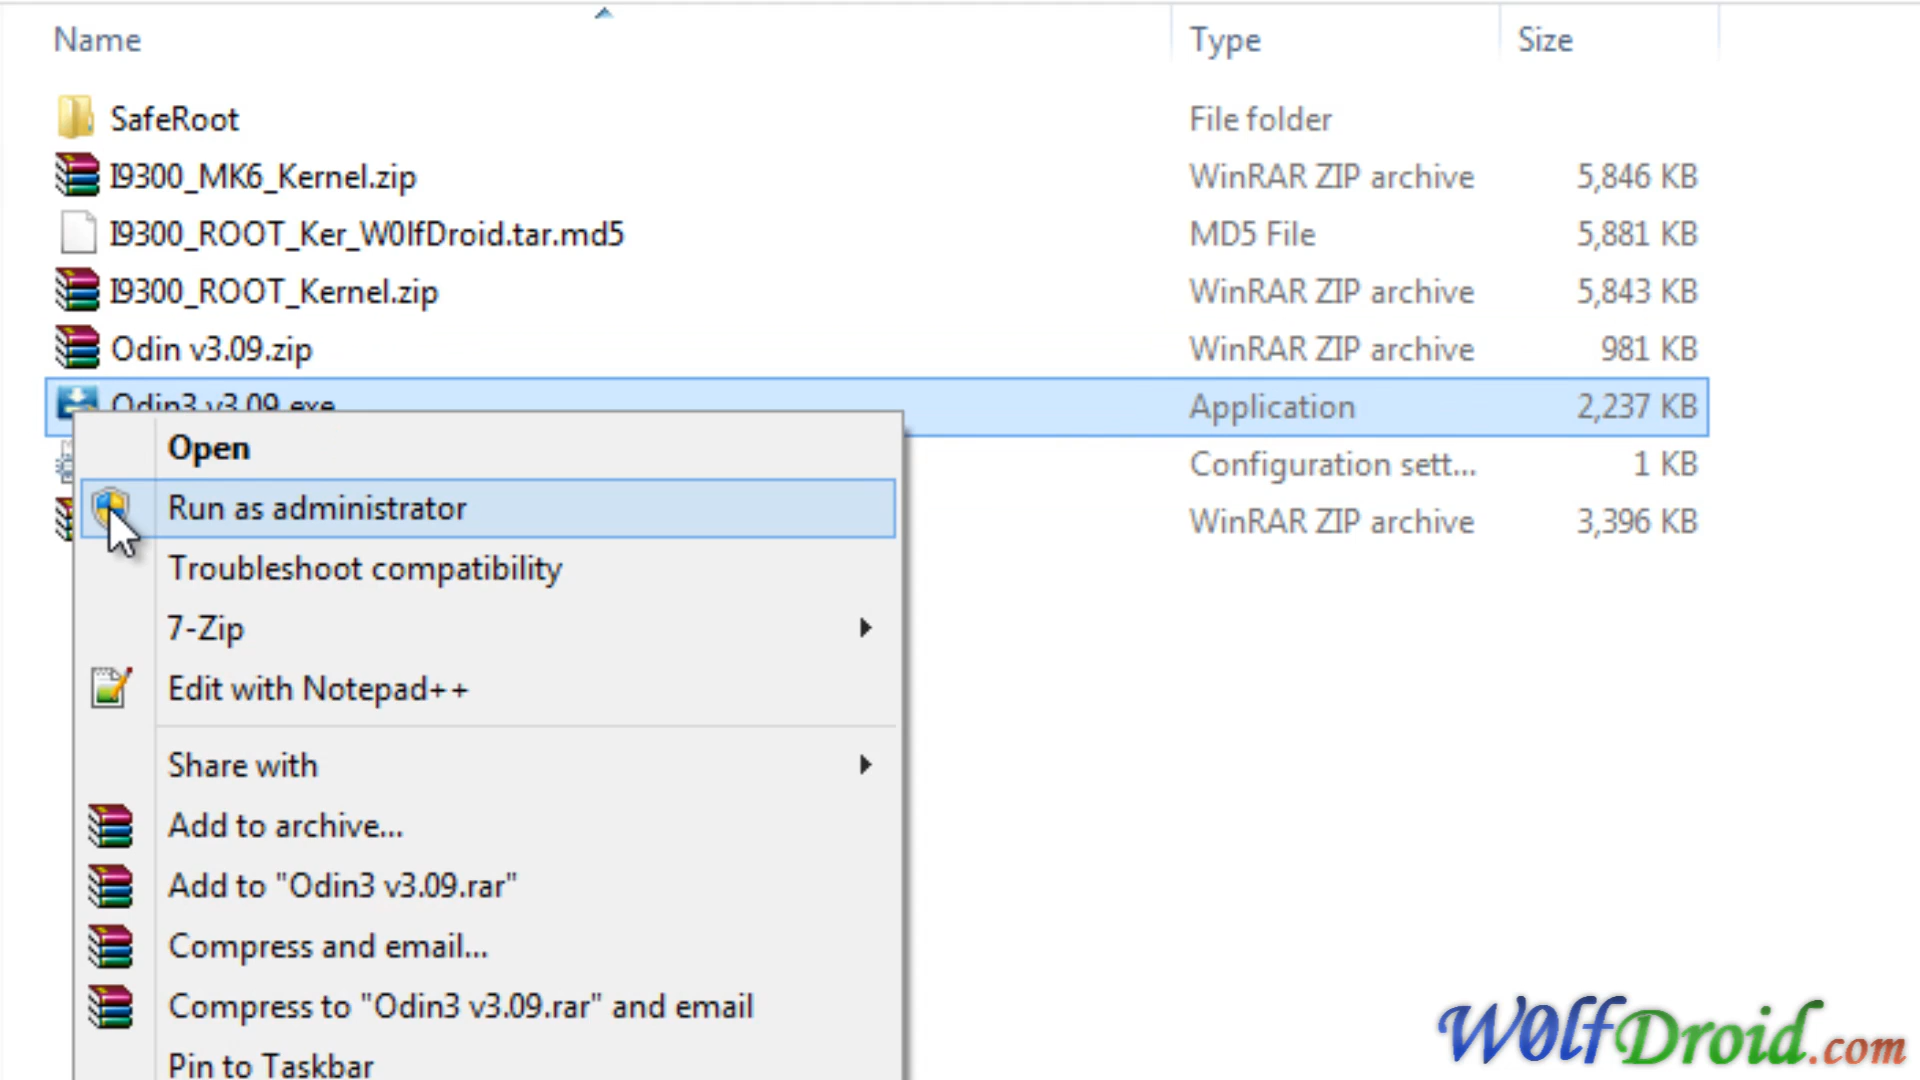 Name Type Size
SafeRoot File folder
I9300_MK6_Kernel.zip WinRAR ZIP archive 5,846 KB
I9300_ROOT_Ker_W0lfDroid.tar.md5 MD5 File 5,881 KB
I9300_ROOT_Kernel.zip WinRAR ZIP archive 5,843 KB
Odin v3.09.zip WinRAR ZIP archive 981 KB
Odin3 v3.09.exe Application 2,237 KB
Open
Configuration sett... 1 KB
Run as administrator
WinRAR ZIP archive 3,396 KB
Troubleshoot compatibility
7-Zip
Edit with Notepad++
Share with
Add to archive...
Add to "Odin3 v3.09.rar"
Compress and email...
Compress to "Odin3 v3.09.rar" and email
Pin to Taskbar
W0lfDroid.com